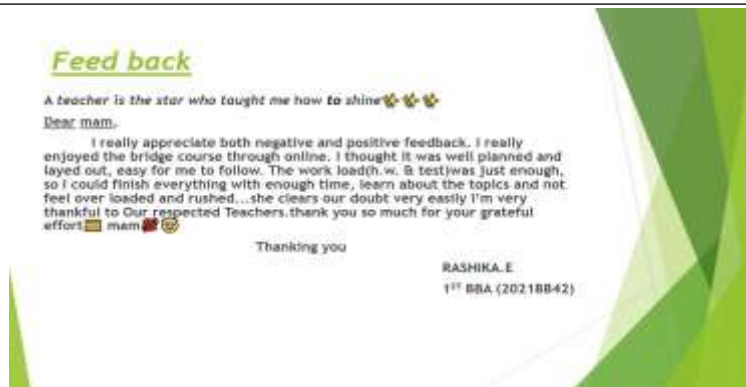 Feed back
A teacher is the star who taught me how to shine🌟🌟🌟
Dear mam,
I really appreciate both negative and positive feedback. I really
enjoyed the bridge course through online. I thought it was well planned and
layed out, easy for me to follow. The work load(h.w. & test)was just enough,
so I could finish everything with enough time, learn about the topics and not
feel over loaded and rushed...she clears our doubt very easily I'm very
thankful to Our respected Teachers.thank you so much for your grateful
effort mam
Thanking you
RASHIKA.E
1ST BBA (2021BB42)